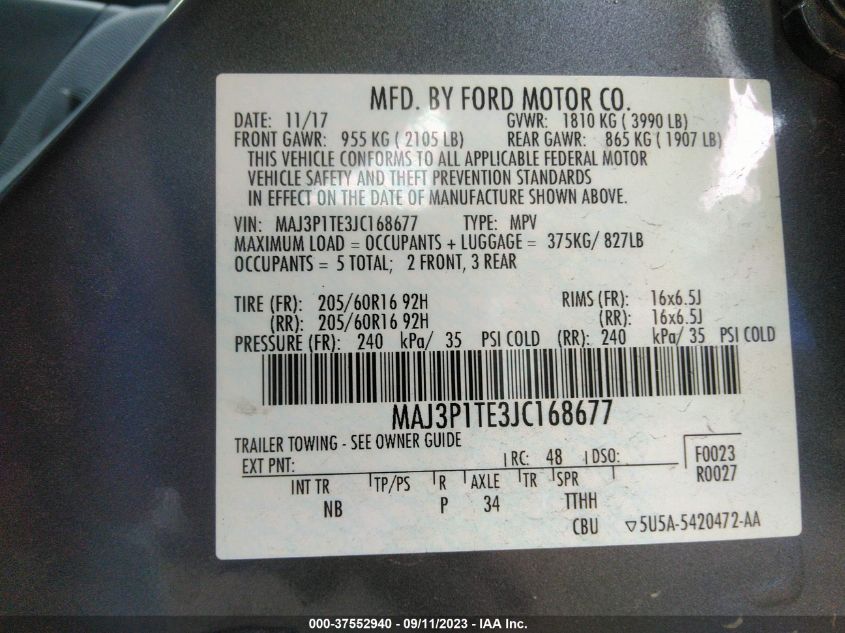 MFD. BY FORD MOTOR CO.
DATE: 11/17 GVWR: 1810 KG ( 3990 LB)
FRONT GAWR: 955 KG ( 2105 LB) REAR GAWR: 865 KG ( 1907 LB)
THIS VEHICLE CONFORMS TO ALL APPLICABLE FEDERAL MOTOR
VEHICLE SAFETY AND THEFT PREVENTION STANDARDS
IN EFFECT ON THE DATE OF MANUFACTURE SHOWN ABOVE.
VIN: MAJ3P1TE3JC168677 TYPE: MPV
MAXIMUM LOAD = OCCUPANTS + LUGGAGE = 375KG/ 827LB
OCCUPANTS = 5 TOTAL; 2 FRONT, 3 REAR
TIRE (FR): 205/60R16 92H RIMS (FR): 16x6.5J
(RR): 205/60R16 92H (RR): 16x6.5J
PRESSURE (FR): 240 kPa/ 35 PSI COLD (RR): 240 kPa/ 35 PSI COLD
MAJ3P1TE3JC168677
TRAILER TOWING - SEE OWNER GUIDE
EXT PNT: RC: 48 DSO: F0023
R0027
INT TR TP/PS R AXLE TR SPR
NB P 34 TTHH
CBU ▽5U5A-5420472-AA
000-37552940 - 09/11/2023 - IAA Inc.